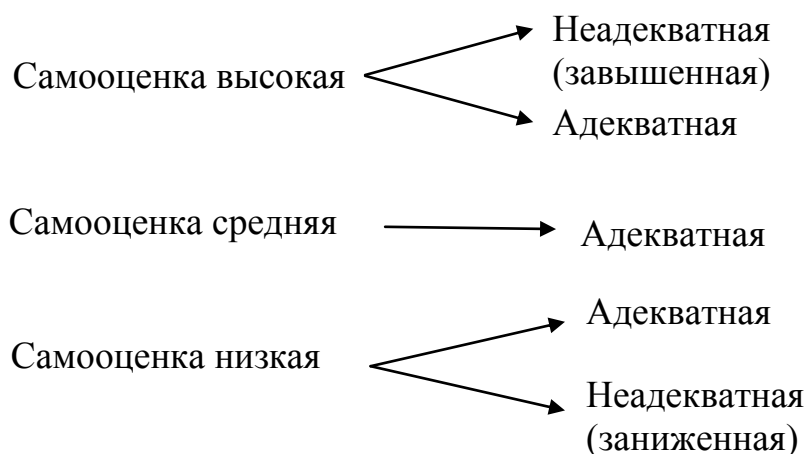 Неадекватная
(завышенная)
Самооценка высокая
Адекватная
Самооценка средняя
Адекватная
Адекватная
Самооценка низкая
Неадекватная
(заниженная)